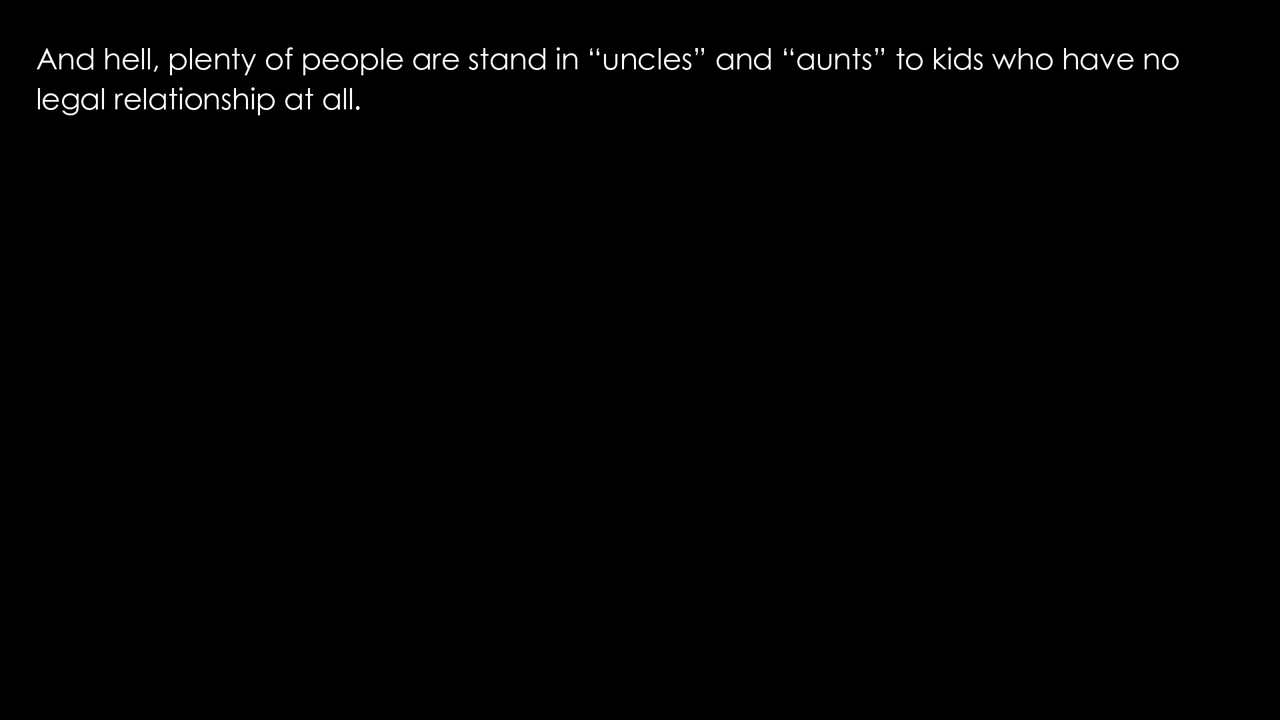 And hell, plenty of people are stand in “uncles” and “aunts” to kids who have no
legal relationship at all.